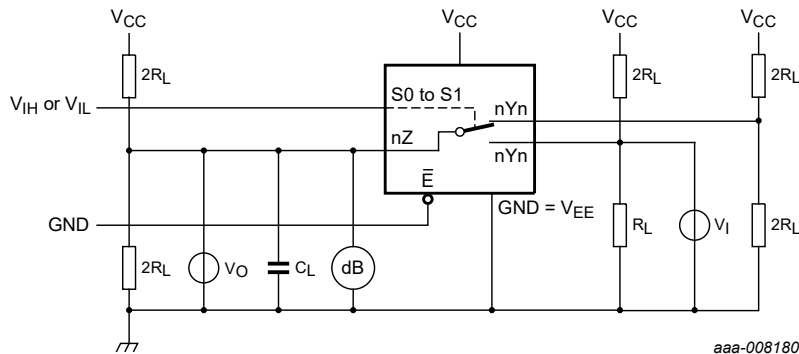 VCC VCC VCC VCC
2RL 2RL 2RL
VIH or VIL S0 to S1 nYn
nZ nYn
E̅
GND GND = VEE
2RL VO CL dB RL VI 2RL
aaa-008180